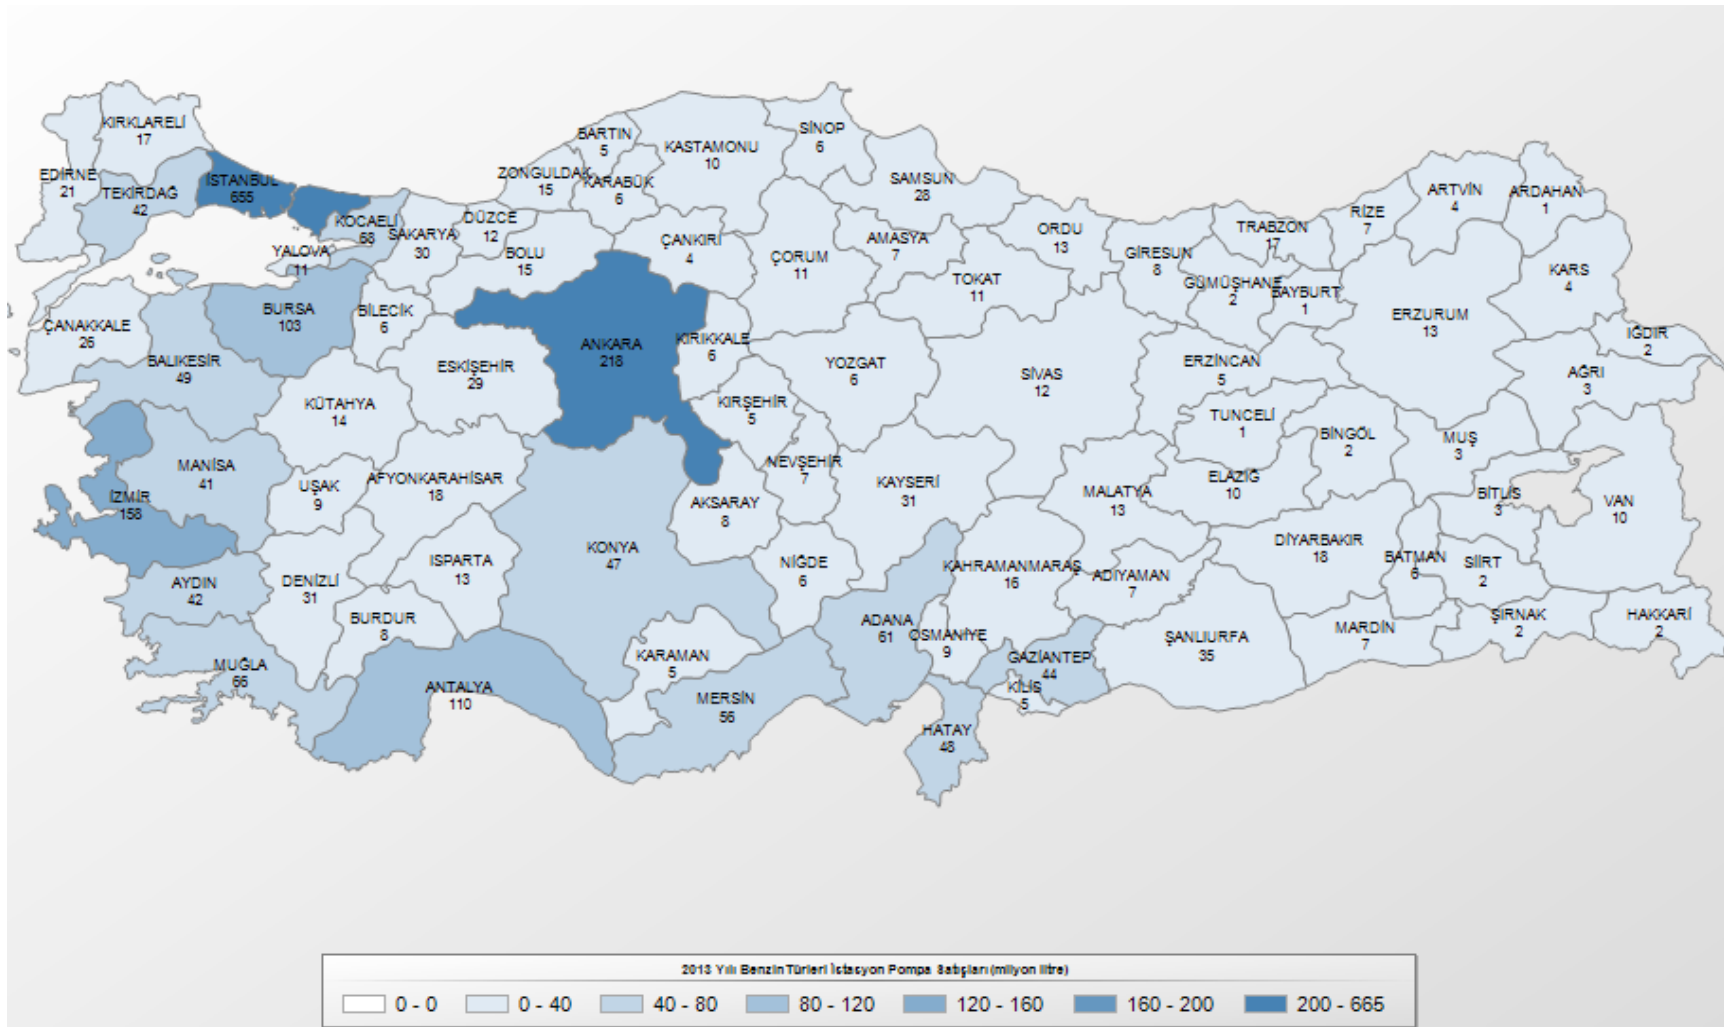 KIRKLARELİ
17
EDİRNE
21
TEKİRDAĞ
42
İSTANBUL
655
KOCAELİ
68
YALOVA
11
SAKARYA
30
DÜZCE
12
BOLU
15
ZONGULDAK
15
BARTIN
5
KARABÜK
6
KASTAMONU
10
SİNOP
6
SAMSUN
28
ÇANKIRI
4
ÇORUM
11
AMASYA
7
TOKAT
11
ORDU
13
GİRESUN
8
TRABZON
17
GÜMÜŞHANE
2
BAYBURT
1
RİZE
7
ARTVİN
4
ARDAHAN
1
KARS
4
IĞDIR
2
AĞRI
3
ERZURUM
13
ERZİNCAN
5
ÇANAKKALE
26
BALIKESİR
49
BURSA
103
BİLECİK
6
ESKİŞEHİR
29
KÜTAHYA
14
ANKARA
218
KIRIKKALE
6
KIRŞEHİR
5
YOZGAT
6
SİVAS
12
TUNCELİ
1
BİNGÖL
2
MUŞ
3
BİTLİS
3
VAN
10
MANİSA
41
İZMİR
158
UŞAK
9
AFYONKARAHİSAR
18
AKSARAY
8
NEVŞEHİR
7
KAYSERİ
31
MALATYA
13
ELAZIĞ
10
DİYARBAKIR
18
BATMAN
6
SİİRT
2
ŞIRNAK
2
HAKKARİ
2
AYDIN
42
DENİZLİ
31
ISPARTA
13
BURDUR
8
KONYA
47
NİĞDE
6
KAHRAMANMARAŞ
16
ADIYAMAN
7
ŞANLIURFA
35
MARDİN
7
MUĞLA
66
ANTALYA
110
KARAMAN
5
MERSİN
56
ADANA
61
OSMANİYE
9
GAZİANTEP
44
KİLİS
5
HATAY
48
2013 Yılı Benzin Türleri İstasyon Pompa Satışları (milyon litre)
0 - 0 0 - 40 40 - 80 80 - 120 120 - 160 160 - 200 200 - 665